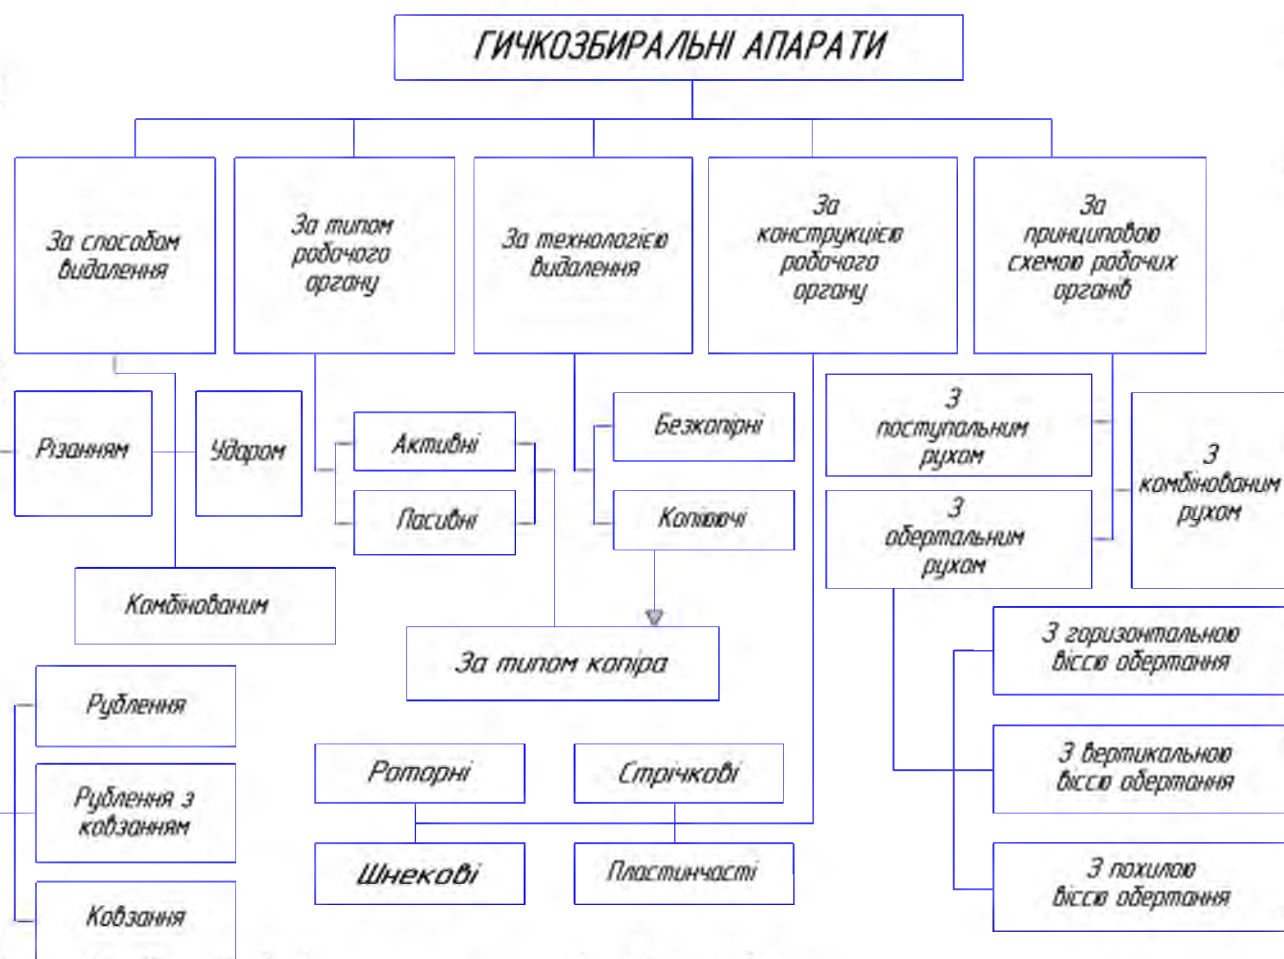 ГИЧКОЗБИРАЛЬНІ АПАРАТИ
За способом
видалення
За типом
робочого
органу
За технологією
видалення
За
конструкцією
робочого
органу
За
принциповою
схемою робочих
органів
Різанням
Ударом
Активні
Пасивні
Безкопірні
Копіюючі
З
поступальним
рухом
З
обертальним
рухом
З
комбінованим
рухом
Комбінованим
За типом копіра
З горизонтальною
віссю обертання
З вертикальною
віссю обертання
З похилою
віссю обертання
Рублення
Рублення з
ковзанням
Ковзання
Роторні
Стрічкові
Шнекові
Пластинчасті